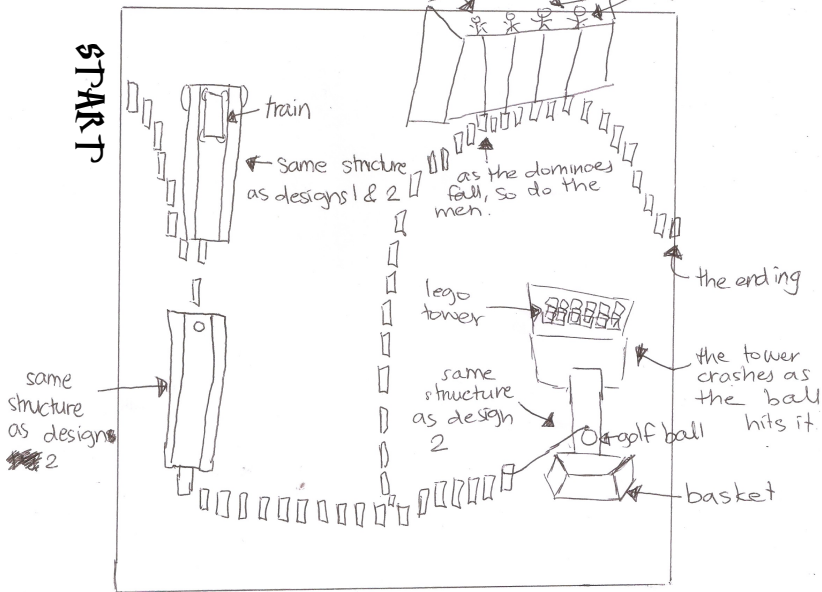 START
train
same structure
as designs 1 & 2
as the dominoes
fall, so do the
men.
the ending
lego
tower
same
structure
as design
2
the tower
crashes as
the ball
hits it
golf ball
basket
same
structure
as design
2